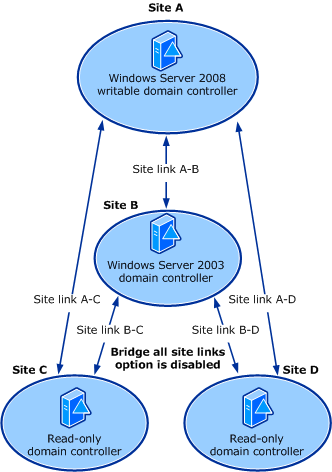 Site A
Windows Server 2008
writable domain controller
Site link A-B
Site B
Windows Server 2003
domain controller
Site link A-C
Site link A-D
Site link B-C
Site link B-D
Bridge all site links
option is disabled
Site C
Site D
Read-only
domain controller
Read-only
domain controller